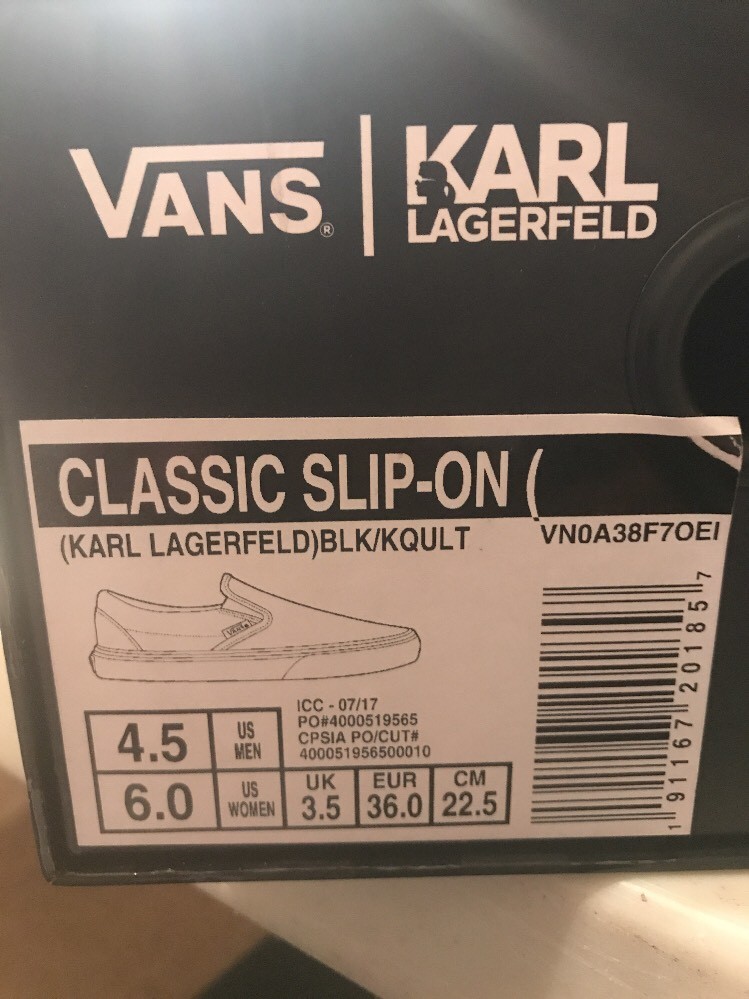 VANS® | KARL LAGERFELD
CLASSIC SLIP-ON (
(KARL LAGERFELD)BLK/KQULT
VN0A38F7OEI
VANS
ICC - 07/17
PO#4000519565
CPSIA PO/CUT#
400051956500010
4.5 US MEN
6.0 US WOMEN
UK 3.5
EUR 36.0
CM 22.5
1 91167 20185 7